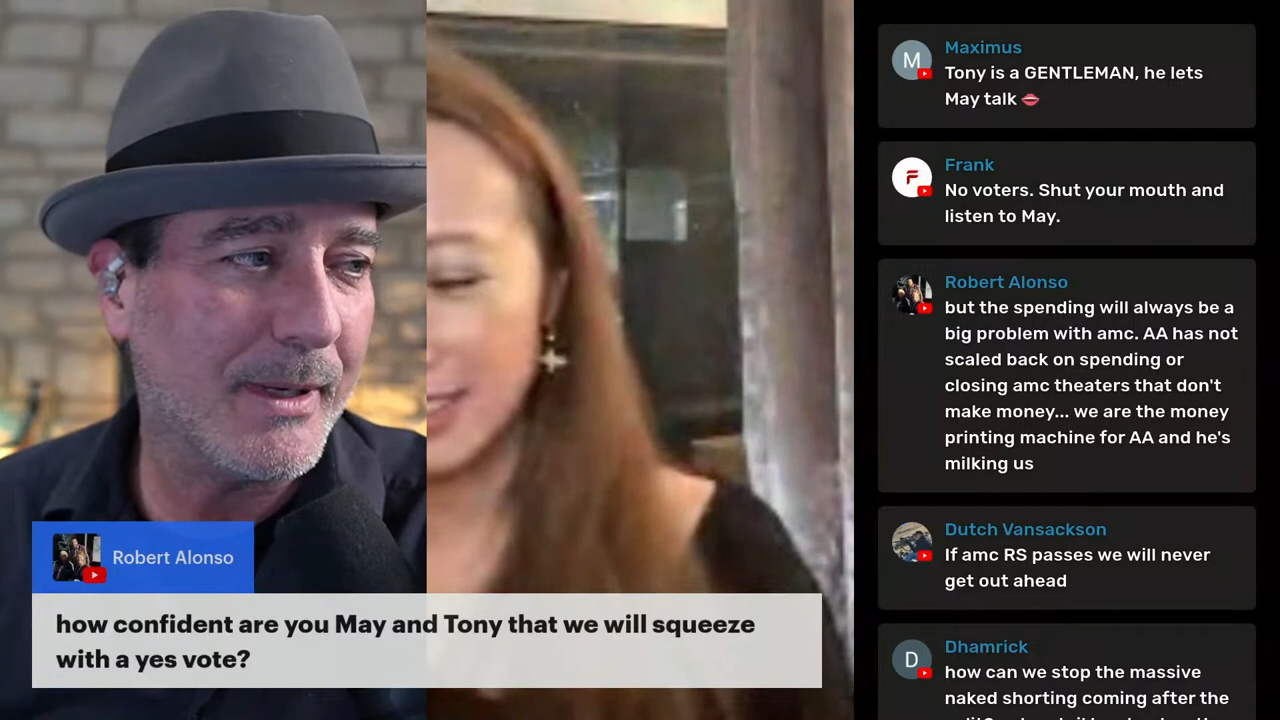 Robert Alonso
how confident are you May and Tony that we will squeeze
with a yes vote?
M
Maximus
Tony is a GENTLEMAN, he lets
May talk 👄
F
Frank
No voters. Shut your mouth and
listen to May.
Robert Alonso
but the spending will always be a
big problem with amc. AA has not
scaled back on spending or
closing amc theaters that don't
make money... we are the money
printing machine for AA and he's
milking us
Dutch Vansackson
If amc RS passes we will never
get out ahead
D
Dhamrick
how can we stop the massive
naked shorting coming after the